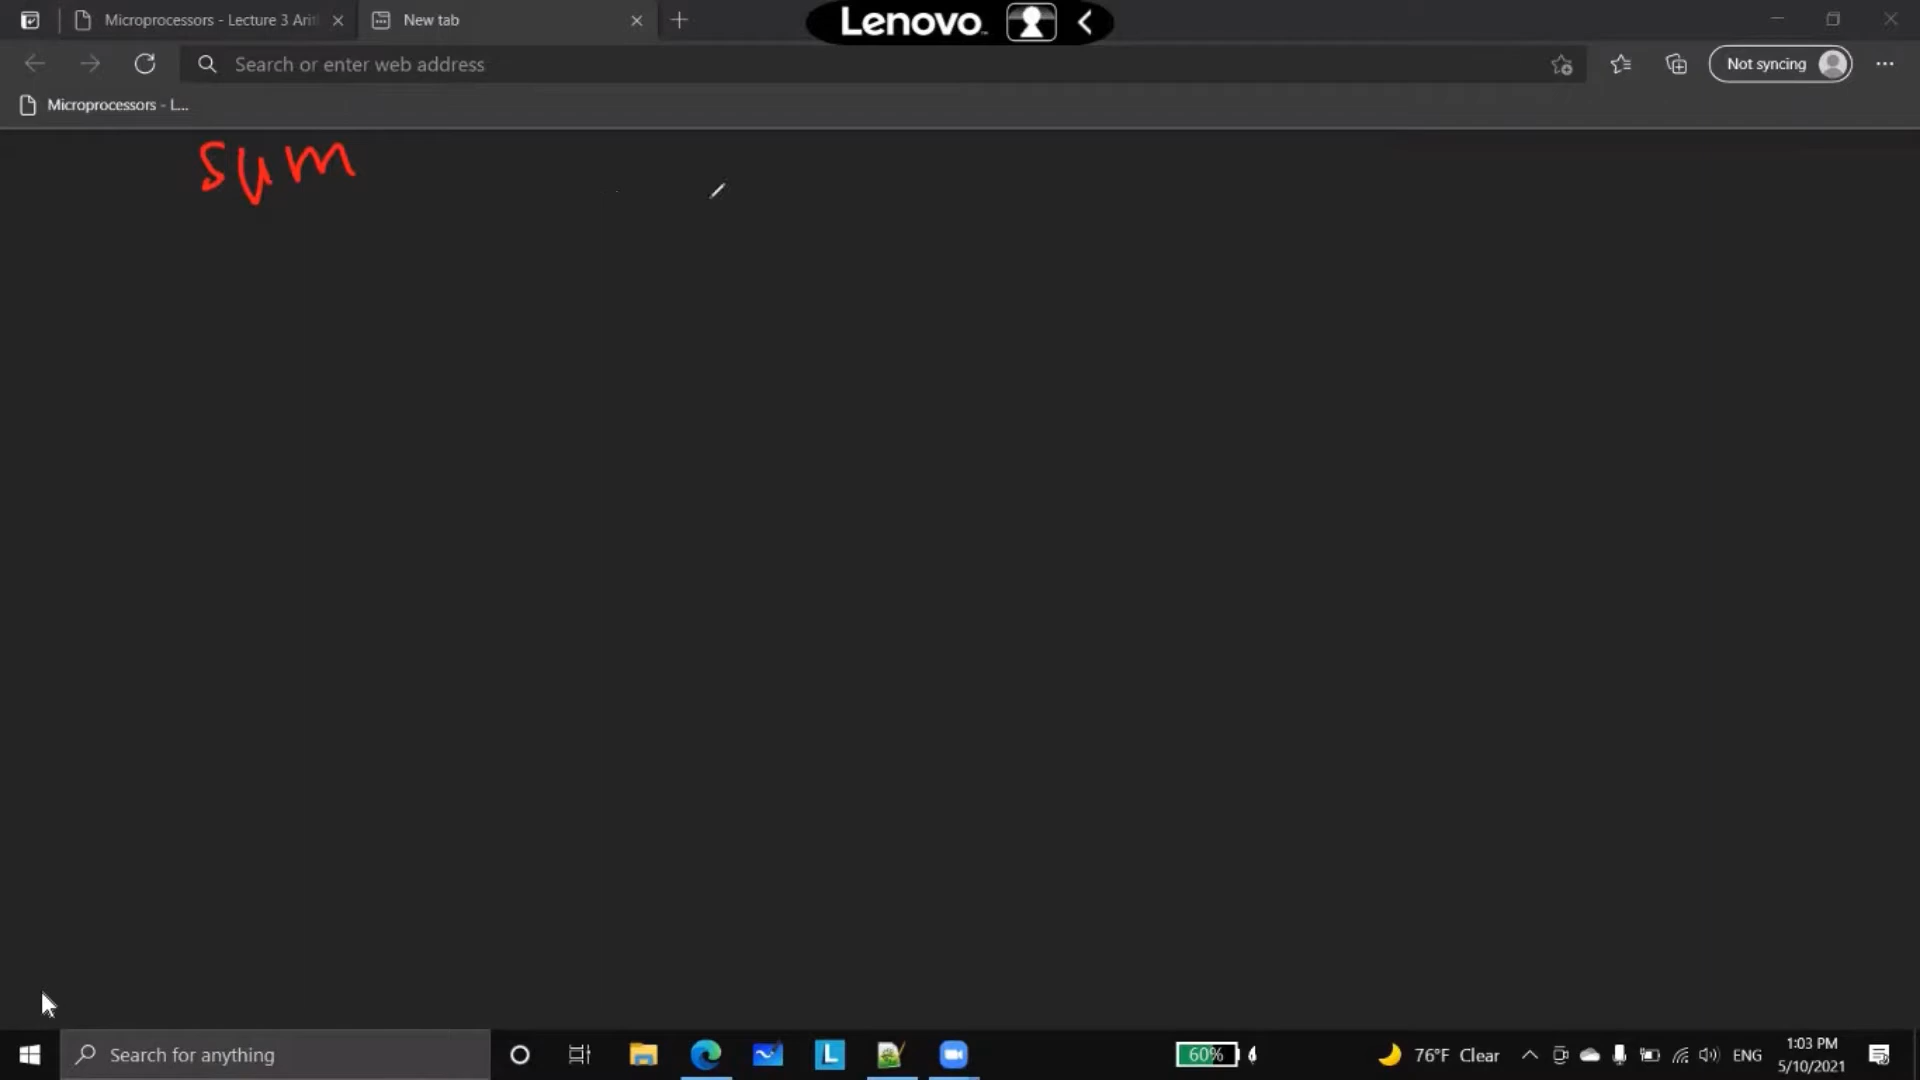 Microprocessors - Lecture 3 Ari
New tab
Lenovo
Search or enter web address
Not syncing
Microprocessors - L...
sum
Search for anything
L
60%
76°F Clear
ENG
1:03 PM
5/10/2021